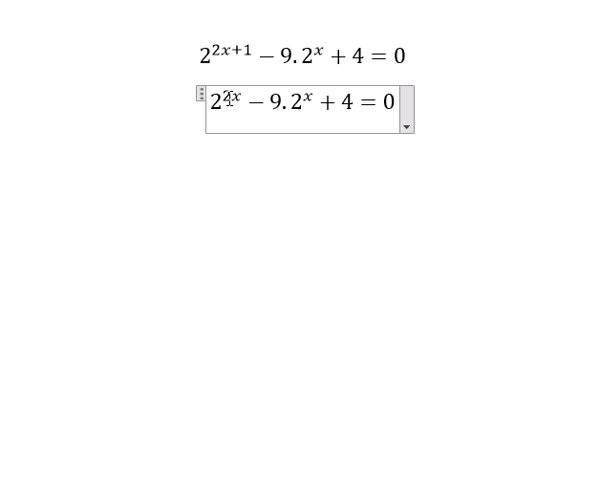 2^{2x+1} − 9.2^x + 4 = 0
2^{2x} − 9.2^x + 4 = 0